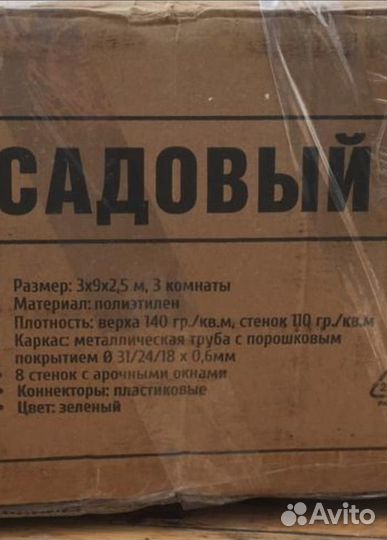 САДОВЫЙ
Размер: 3х9х2,5 м, 3 комнаты
Материал: полиэтилен
Плотность: верха 140 гр./кв.м, стенок 110 гр./кв.м
Каркас: металлическая труба с порошковым
покрытием Ø 31/24/18 х 0,6мм
• 8 стенок с арочными окнами
• Коннекторы: пластиковые
• Цвет: зеленый
Avito